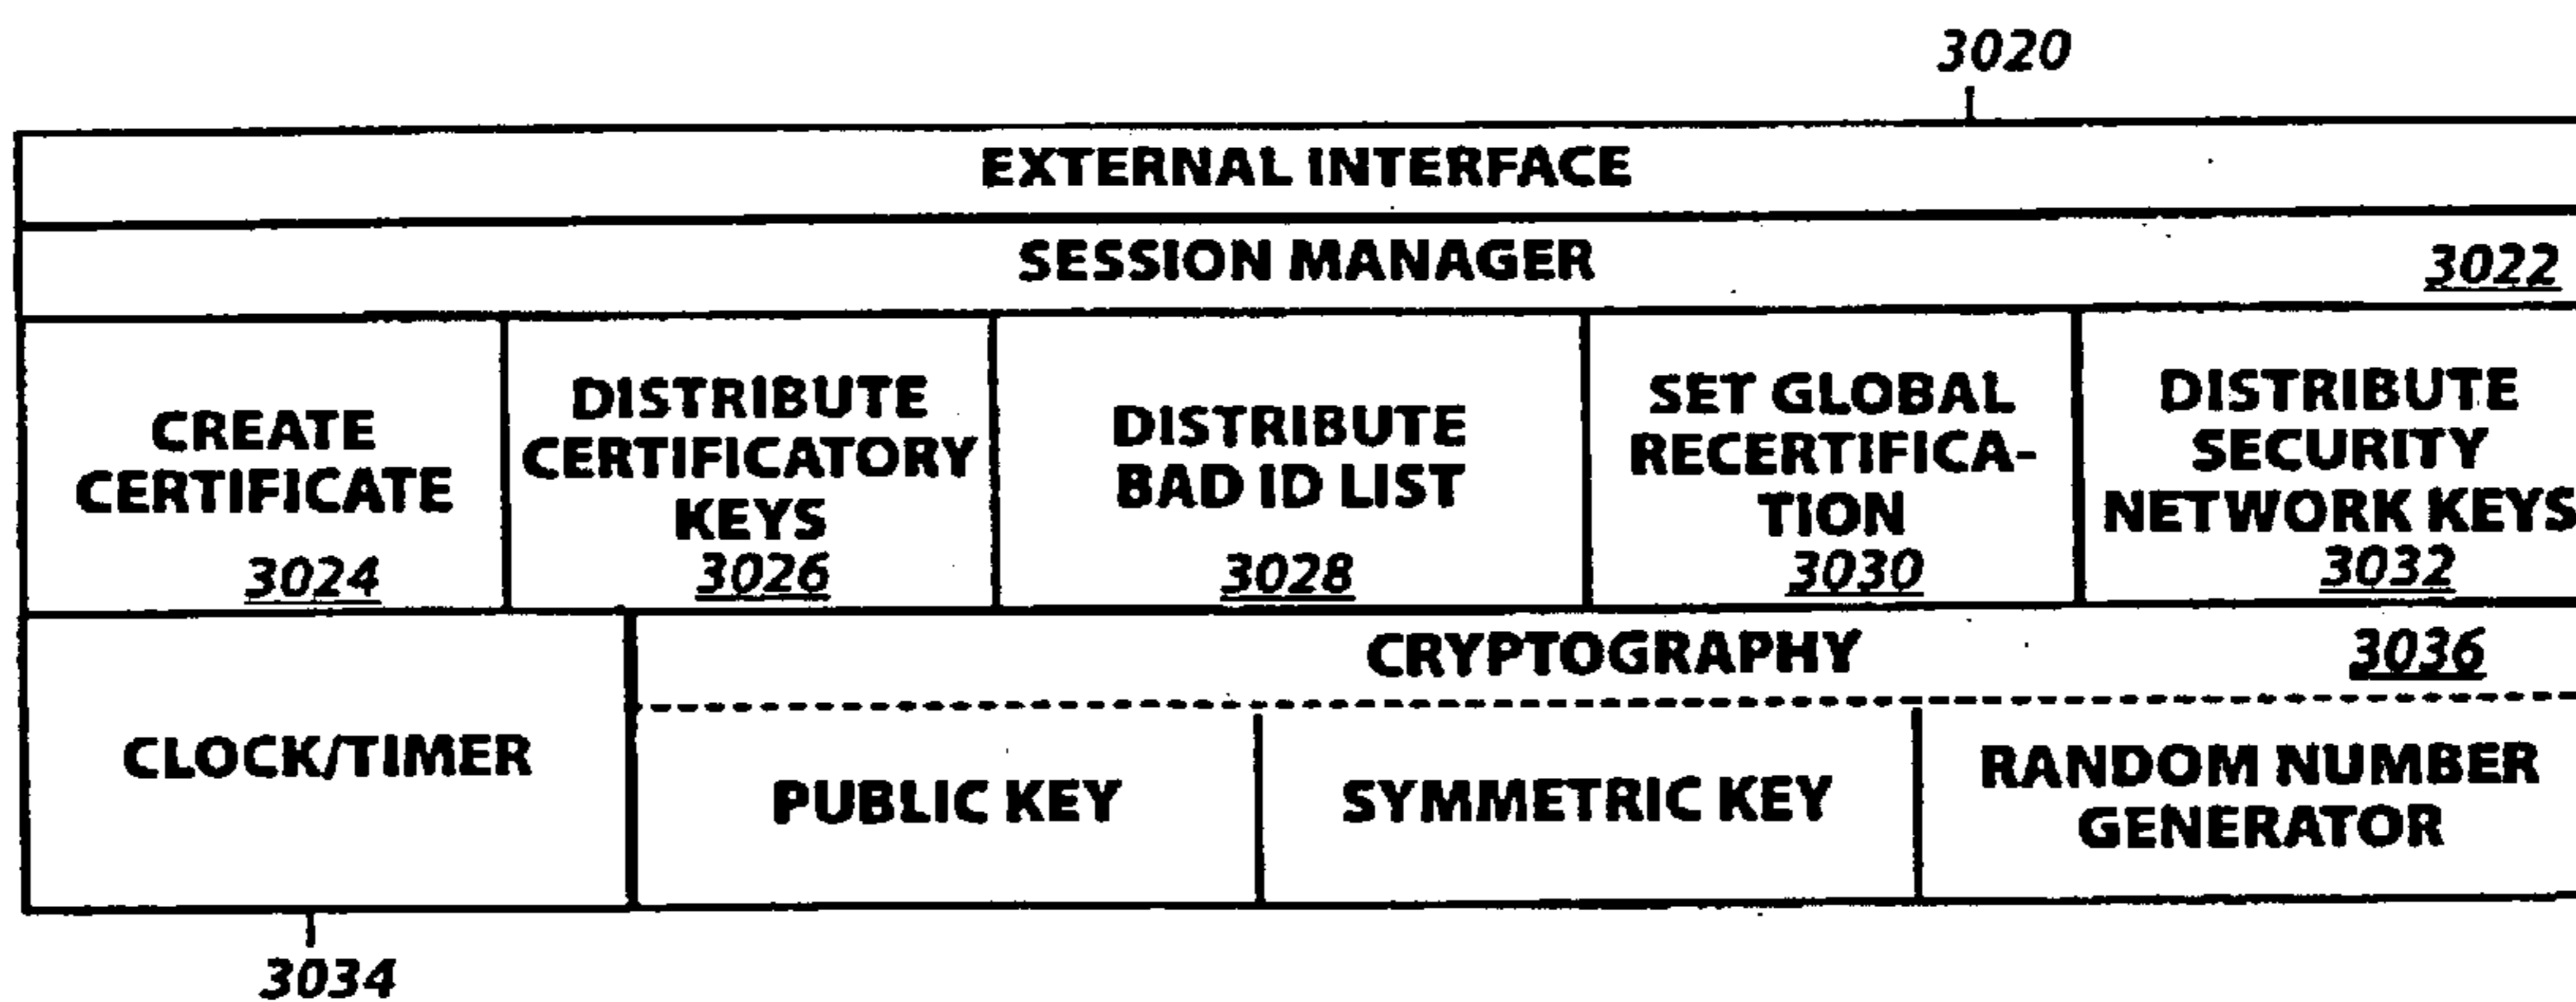 3020
EXTERNAL INTERFACE
SESSION MANAGER 3022
CREATE
CERTIFICATE
3024
DISTRIBUTE
CERTIFICATORY
KEYS
3026
DISTRIBUTE
BAD ID LIST
3028
SET GLOBAL
RECERTIFICA-
TION
3030
DISTRIBUTE
SECURITY
NETWORK KEYS
3032
CLOCK/TIMER
3034
CRYPTOGRAPHY 3036
PUBLIC KEY
SYMMETRIC KEY
RANDOM NUMBER
GENERATOR